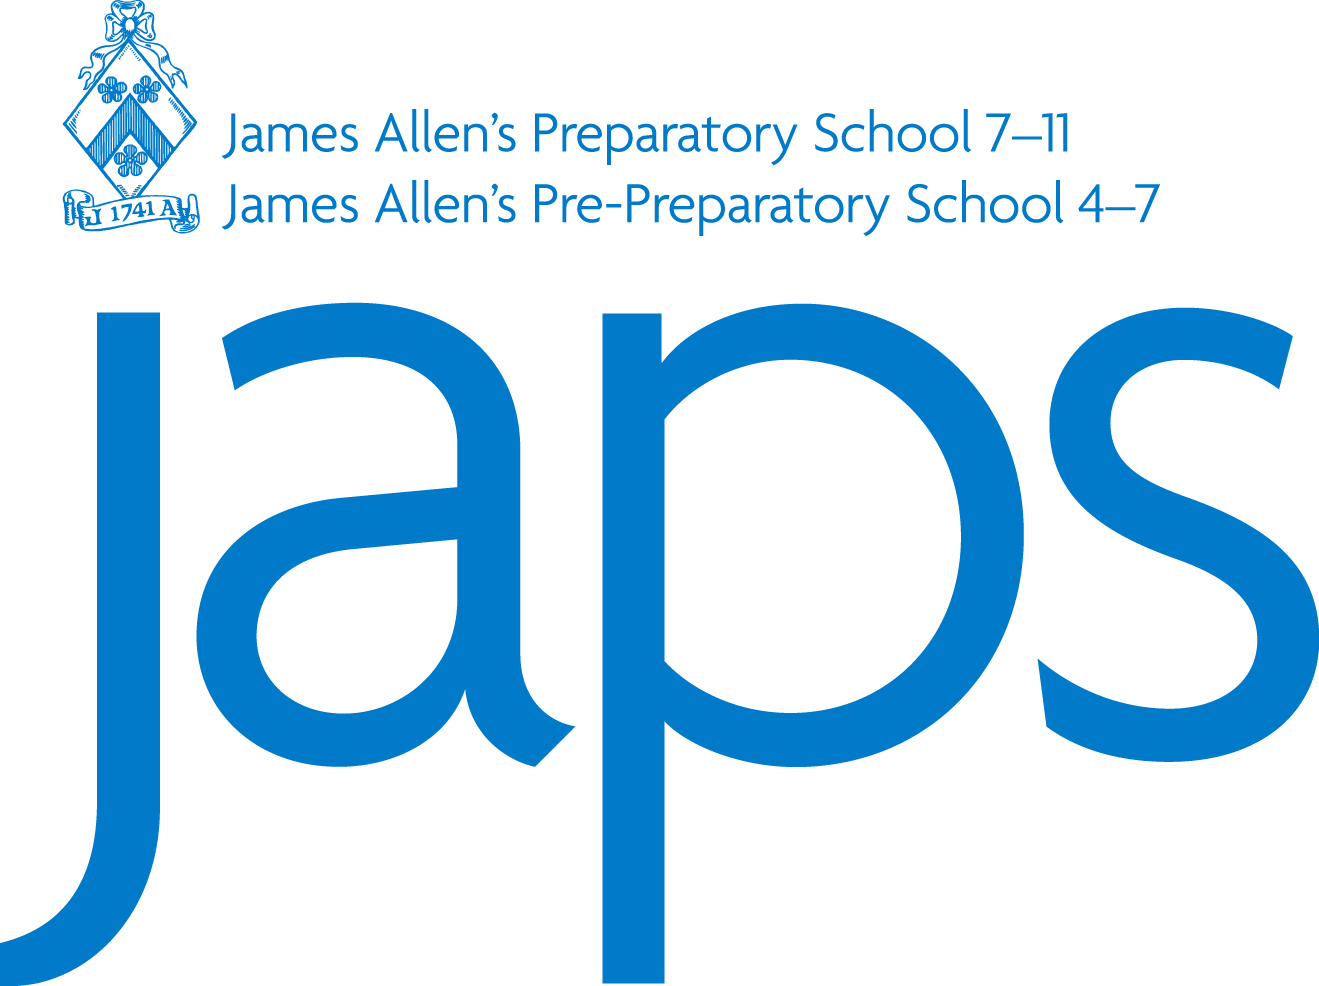 James Allen’s Preparatory School 7–11
James Allen’s Pre-Preparatory School 4–7
J 1741 A
japs